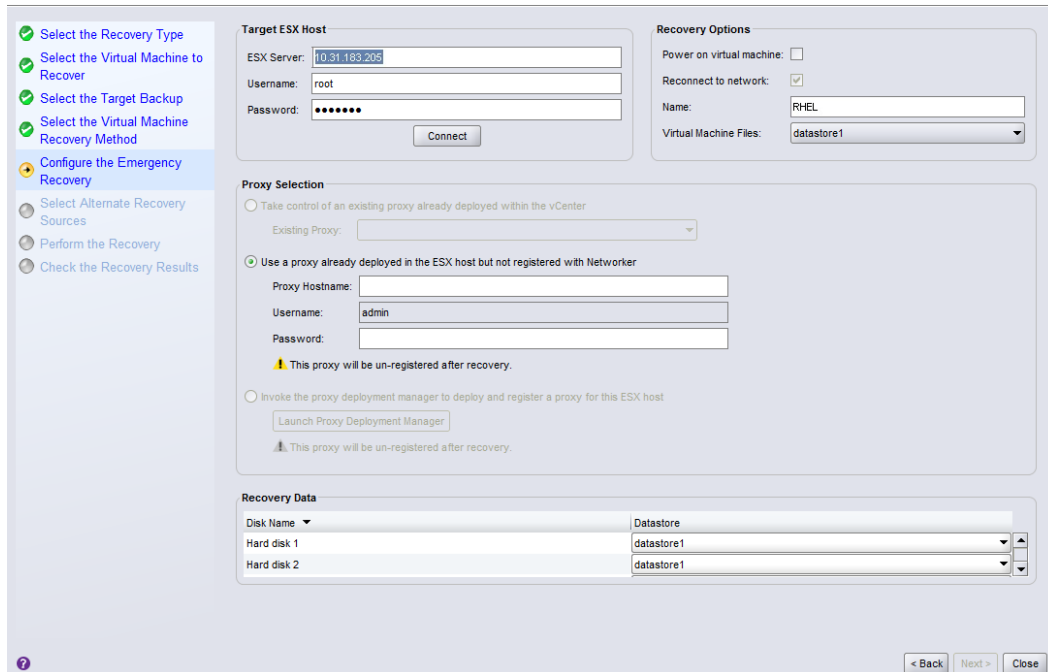 Select the Recovery Type
Select the Virtual Machine to
Recover
Select the Target Backup
Select the Virtual Machine
Recovery Method
Configure the Emergency
Recovery
Select Alternate Recovery
Sources
Perform the Recovery
Check the Recovery Results
Target ESX Host
ESX Server: 10.31.183.205
Username: root
Password: •••••••
Connect
Recovery Options
Power on virtual machine:
Reconnect to network:
Name: RHEL
Virtual Machine Files: datastore1
Proxy Selection
Take control of an existing proxy already deployed within the vCenter
Existing Proxy:
Use a proxy already deployed in the ESX host but not registered with Networker
Proxy Hostname:
Username: admin
Password:
This proxy will be un-registered after recovery.
Invoke the proxy deployment manager to deploy and register a proxy for this ESX host
Launch Proxy Deployment Manager
This proxy will be un-registered after recovery.
Recovery Data
Disk Name Datastore
Hard disk 1 datastore1
Hard disk 2 datastore1
?
< Back Next > Close